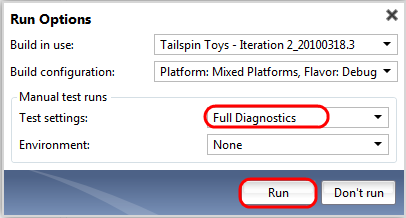 Run Options
Build in use: Tailspin Toys - Iteration 2_20100318.3
Build configuration: Platform: Mixed Platforms, Flavor: Debug
Manual test runs
Test settings: Full Diagnostics
Environment: None
Run Don't run